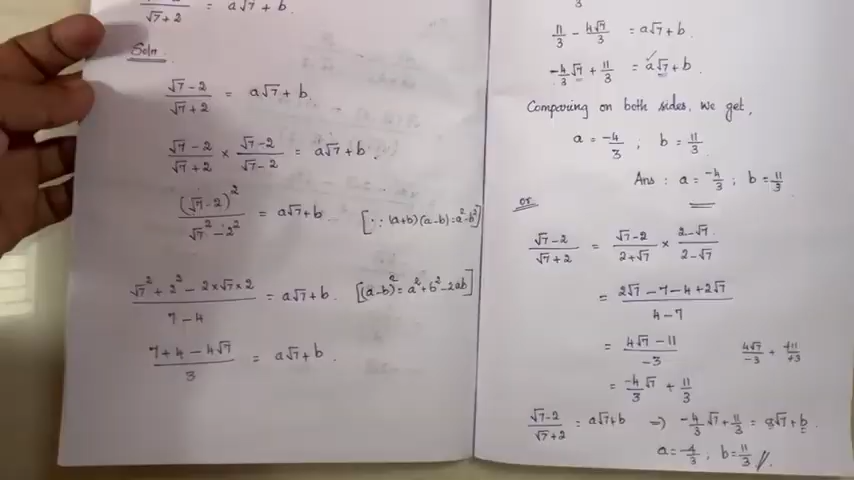 √7+2 = a√7 + b.
Soln.
√7-2/√7+2 = a√7 + b.
√7-2/√7+2 × √7-2/√7-2 = a√7+b.
(√7-2)²/√7²-2² = a√7+b [∵ (a+b)(a-b)=a²-b²]
√7²+2²-2×√7×2/7-4 = a√7+b. [(a-b)²=a²+b²-2ab]
7+4-4√7/3 = a√7+b.
3
11/3 - 4√7/3 = a√7+b.
-4/3√7 + 11/3 = a√7+b.
Comparing on both sides, we get,
a = -4/3 ; b = 11/3.
Ans : a = -4/3 ; b = 11/3.
or
√7-2/√7+2 = √7-2/2+√7 × 2-√7/2-√7
= 2√7-7-4+2√7/4-7
= 4√7-11/-3 4√7/-3 + +11/+3
= -4/3√7 + 11/3
√7-2/√7+2 = a√7+b ⇒ -4/3√7+11/3 = a√7+b.
a = -4/3 ; b = 11/3 //